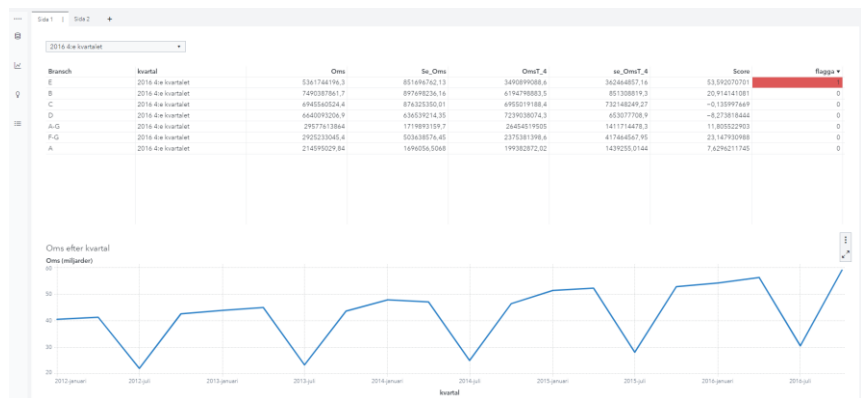 Sida 1
Sida 2
+
2016 4:e kvartalet
Bransch kvartal Oms Se_Oms OmsT_4 se_OmsT_4 Score flagga
E 2016 4:e kvartalet 5361744196,3 851696762,13 3490899088,6 362464857,16 53,592070701 1
B 2016 4:e kvartalet 7490387861,7 897698236,16 6194798883,5 851308819,3 20,914141081 0
C 2016 4:e kvartalet 6945560524,4 876325350,01 6955019188,4 732148249,27 −0,135997669 0
D 2016 4:e kvartalet 6640093206,9 636539214,35 7239038074,3 653077708,9 −8,273818444 0
A-G 2016 4:e kvartalet 29577613864 1719893159,7 26454519505 1411714478,3 11,805522903 0
F-G 2016 4:e kvartalet 2925233045,4 503638576,45 2375381398,6 417464567,95 23,147930988 0
A 2016 4:e kvartalet 214595029,84 1696056,5068 199382872,02 1439255,0144 7,6296211745 0
Oms efter kvartal
Oms (miljarder)
60
50
40
30
20
2012-januari 2012-juli 2013-januari 2013-juli 2014-januari 2014-juli 2015-januari 2015-juli 2016-januari 2016-juli
kvartal